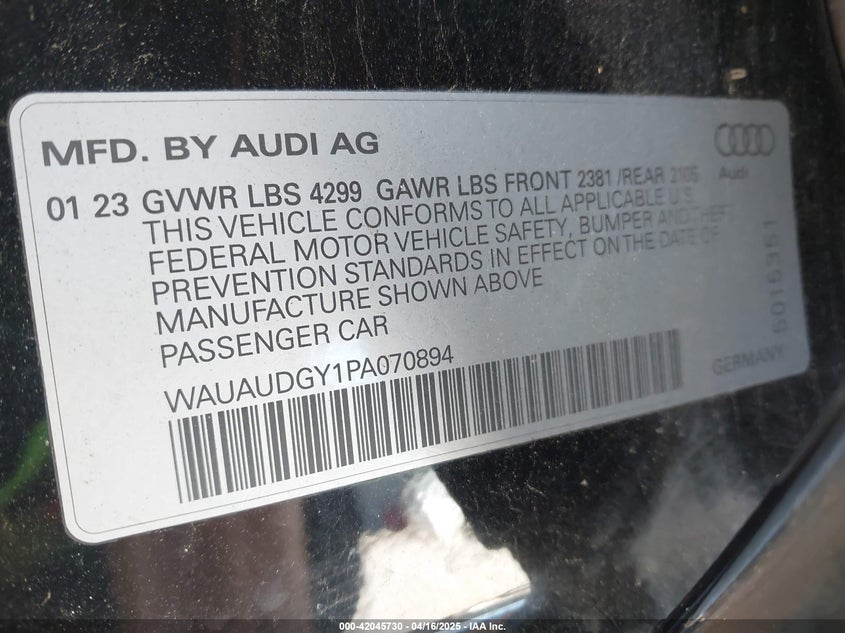 MFD. BY AUDI AG
Audi
01 23 GVWR LBS 4299 GAWR LBS FRONT 2381 /REAR 2105
THIS VEHICLE CONFORMS TO ALL APPLICABLE U.S.
FEDERAL MOTOR VEHICLE SAFETY, BUMPER AND THEFT
PREVENTION STANDARDS IN EFFECT ON THE DATE OF
MANUFACTURE SHOWN ABOVE
PASSENGER CAR
WAUAUDGY1PA070894
GERMANY
5016351
000-42045730 - 04/16/2025 - IAA Inc.